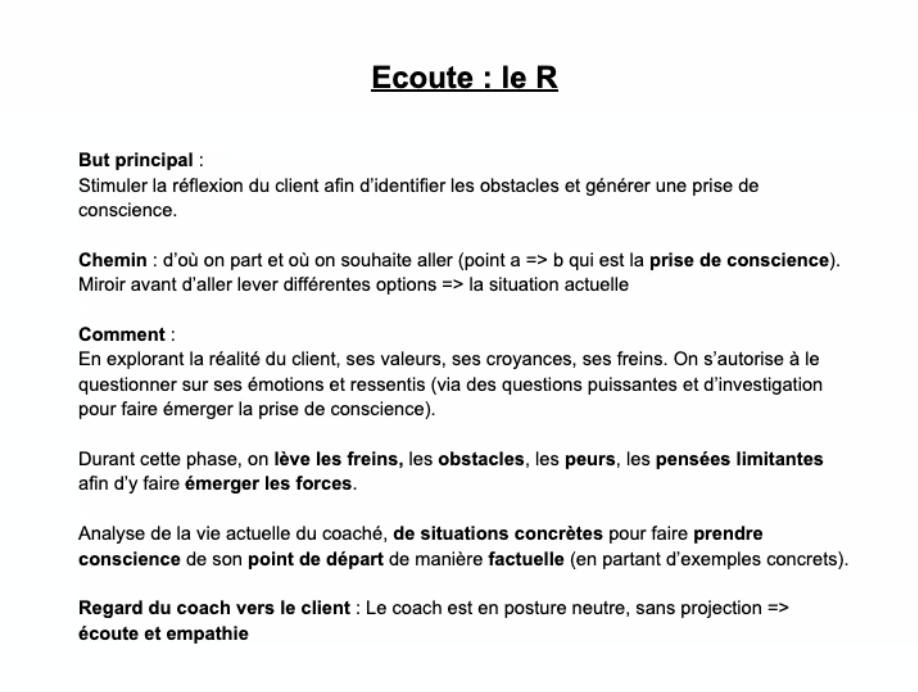 Ecoute : le R
But principal :
Stimuler la réflexion du client afin d'identifier les obstacles et générer une prise de
conscience.
Chemin : d'où on part et où on souhaite aller (point a => b qui est la prise de conscience).
Miroir avant d'aller lever différentes options => la situation actuelle
Comment :
En explorant la réalité du client, ses valeurs, ses croyances, ses freins. On s'autorise à le
questionner sur ses émotions et ressentis (via des questions puissantes et d'investigation
pour faire émerger la prise de conscience).
Durant cette phase, on lève les freins, les obstacles, les peurs, les pensées limitantes
afin d'y faire émerger les forces.
Analyse de la vie actuelle du coaché, de situations concrètes pour faire prendre
conscience de son point de départ de manière factuelle (en partant d'exemples concrets).
Regard du coach vers le client : Le coach est en posture neutre, sans projection =>
écoute et empathie